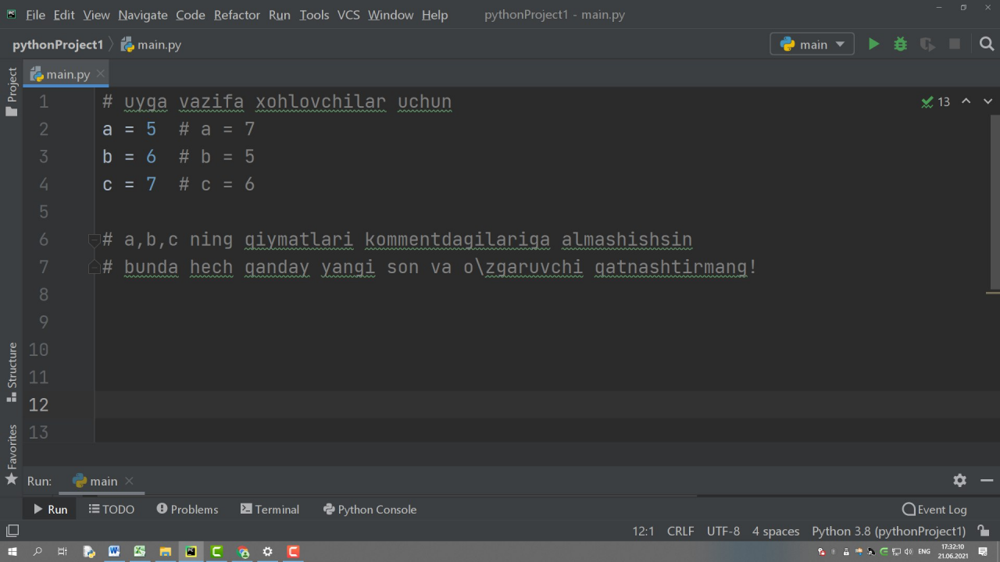 File Edit View Navigate Code Refactor Run Tools VCS Window Help pythonProject1 - main.py
pythonProject1 main.py main
main.py
Project
1 # uyga vazifa xohlovchilar uchun 13
2 a = 5 # a = 7
3 b = 6 # b = 5
4 c = 7 # c = 6
5
6 # a,b,c ning qiymatlari kommentdagilariga almashishsin
7 # bunda hech qanday yangi son va o\zgaruvchi qatnashtirmang!
8
9
10
11
12
13
Structure
Favorites
Run: main
Run TODO Problems Terminal Python Console Event Log
12:1 CRLF UTF-8 4 spaces Python 3.8 (pythonProject1)
ENG 17:32:10
21.06.2021